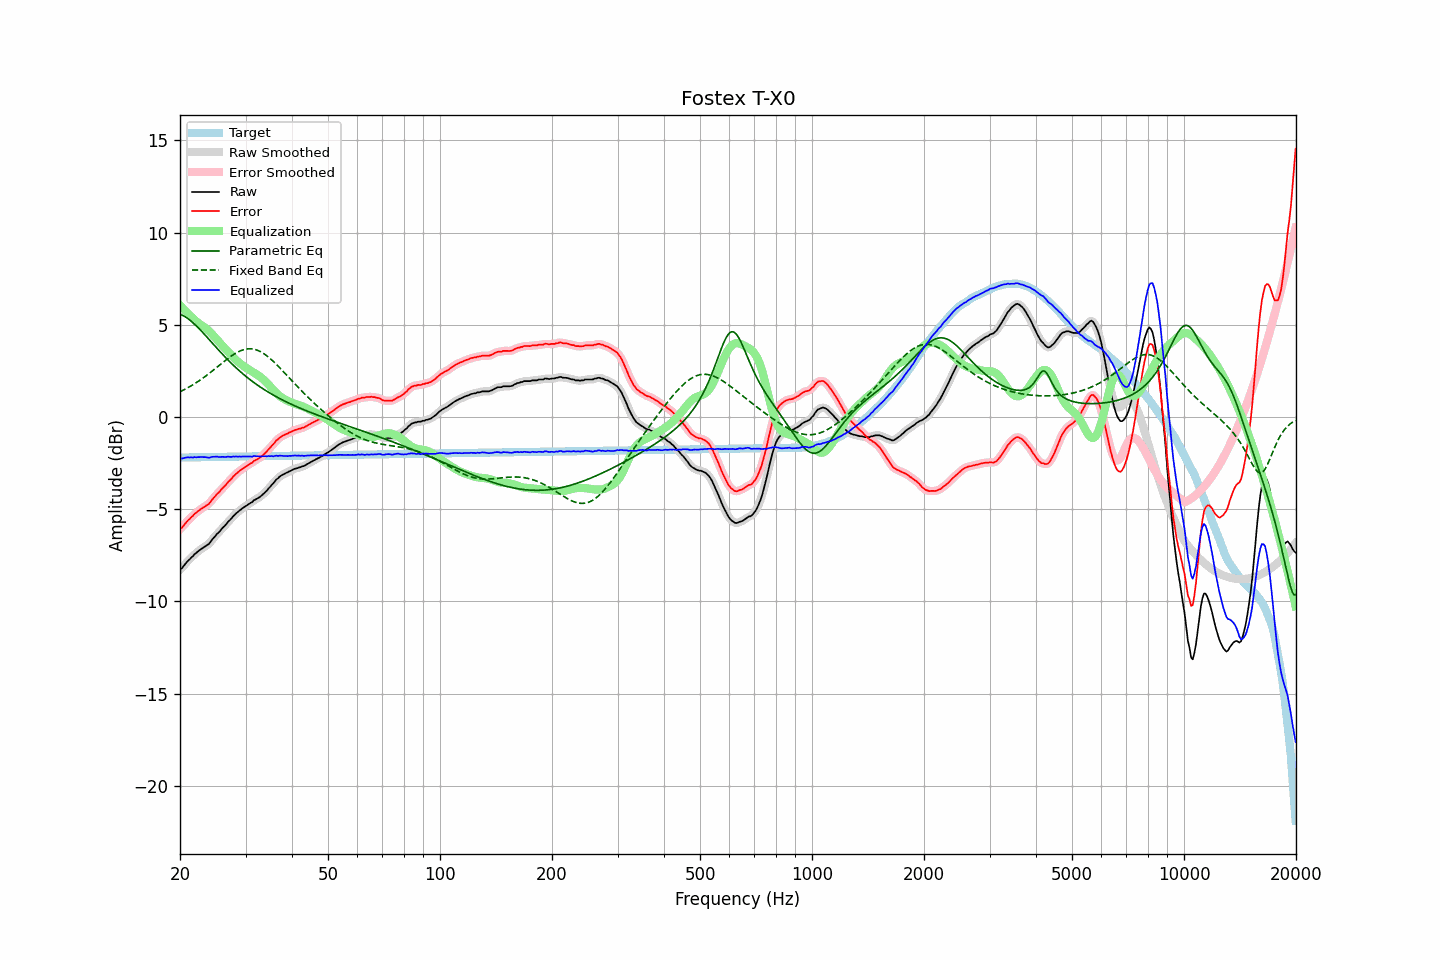 Fostex T-X0
Target
Raw Smoothed
Error Smoothed
Raw
Error
Equalization
Parametric Eq
Fixed Band Eq
Equalized
15
10
5
0
−5
−10
−15
−20
Amplitude (dBr)
20 50 100 200 500 1000 2000 5000 10000 20000
Frequency (Hz)